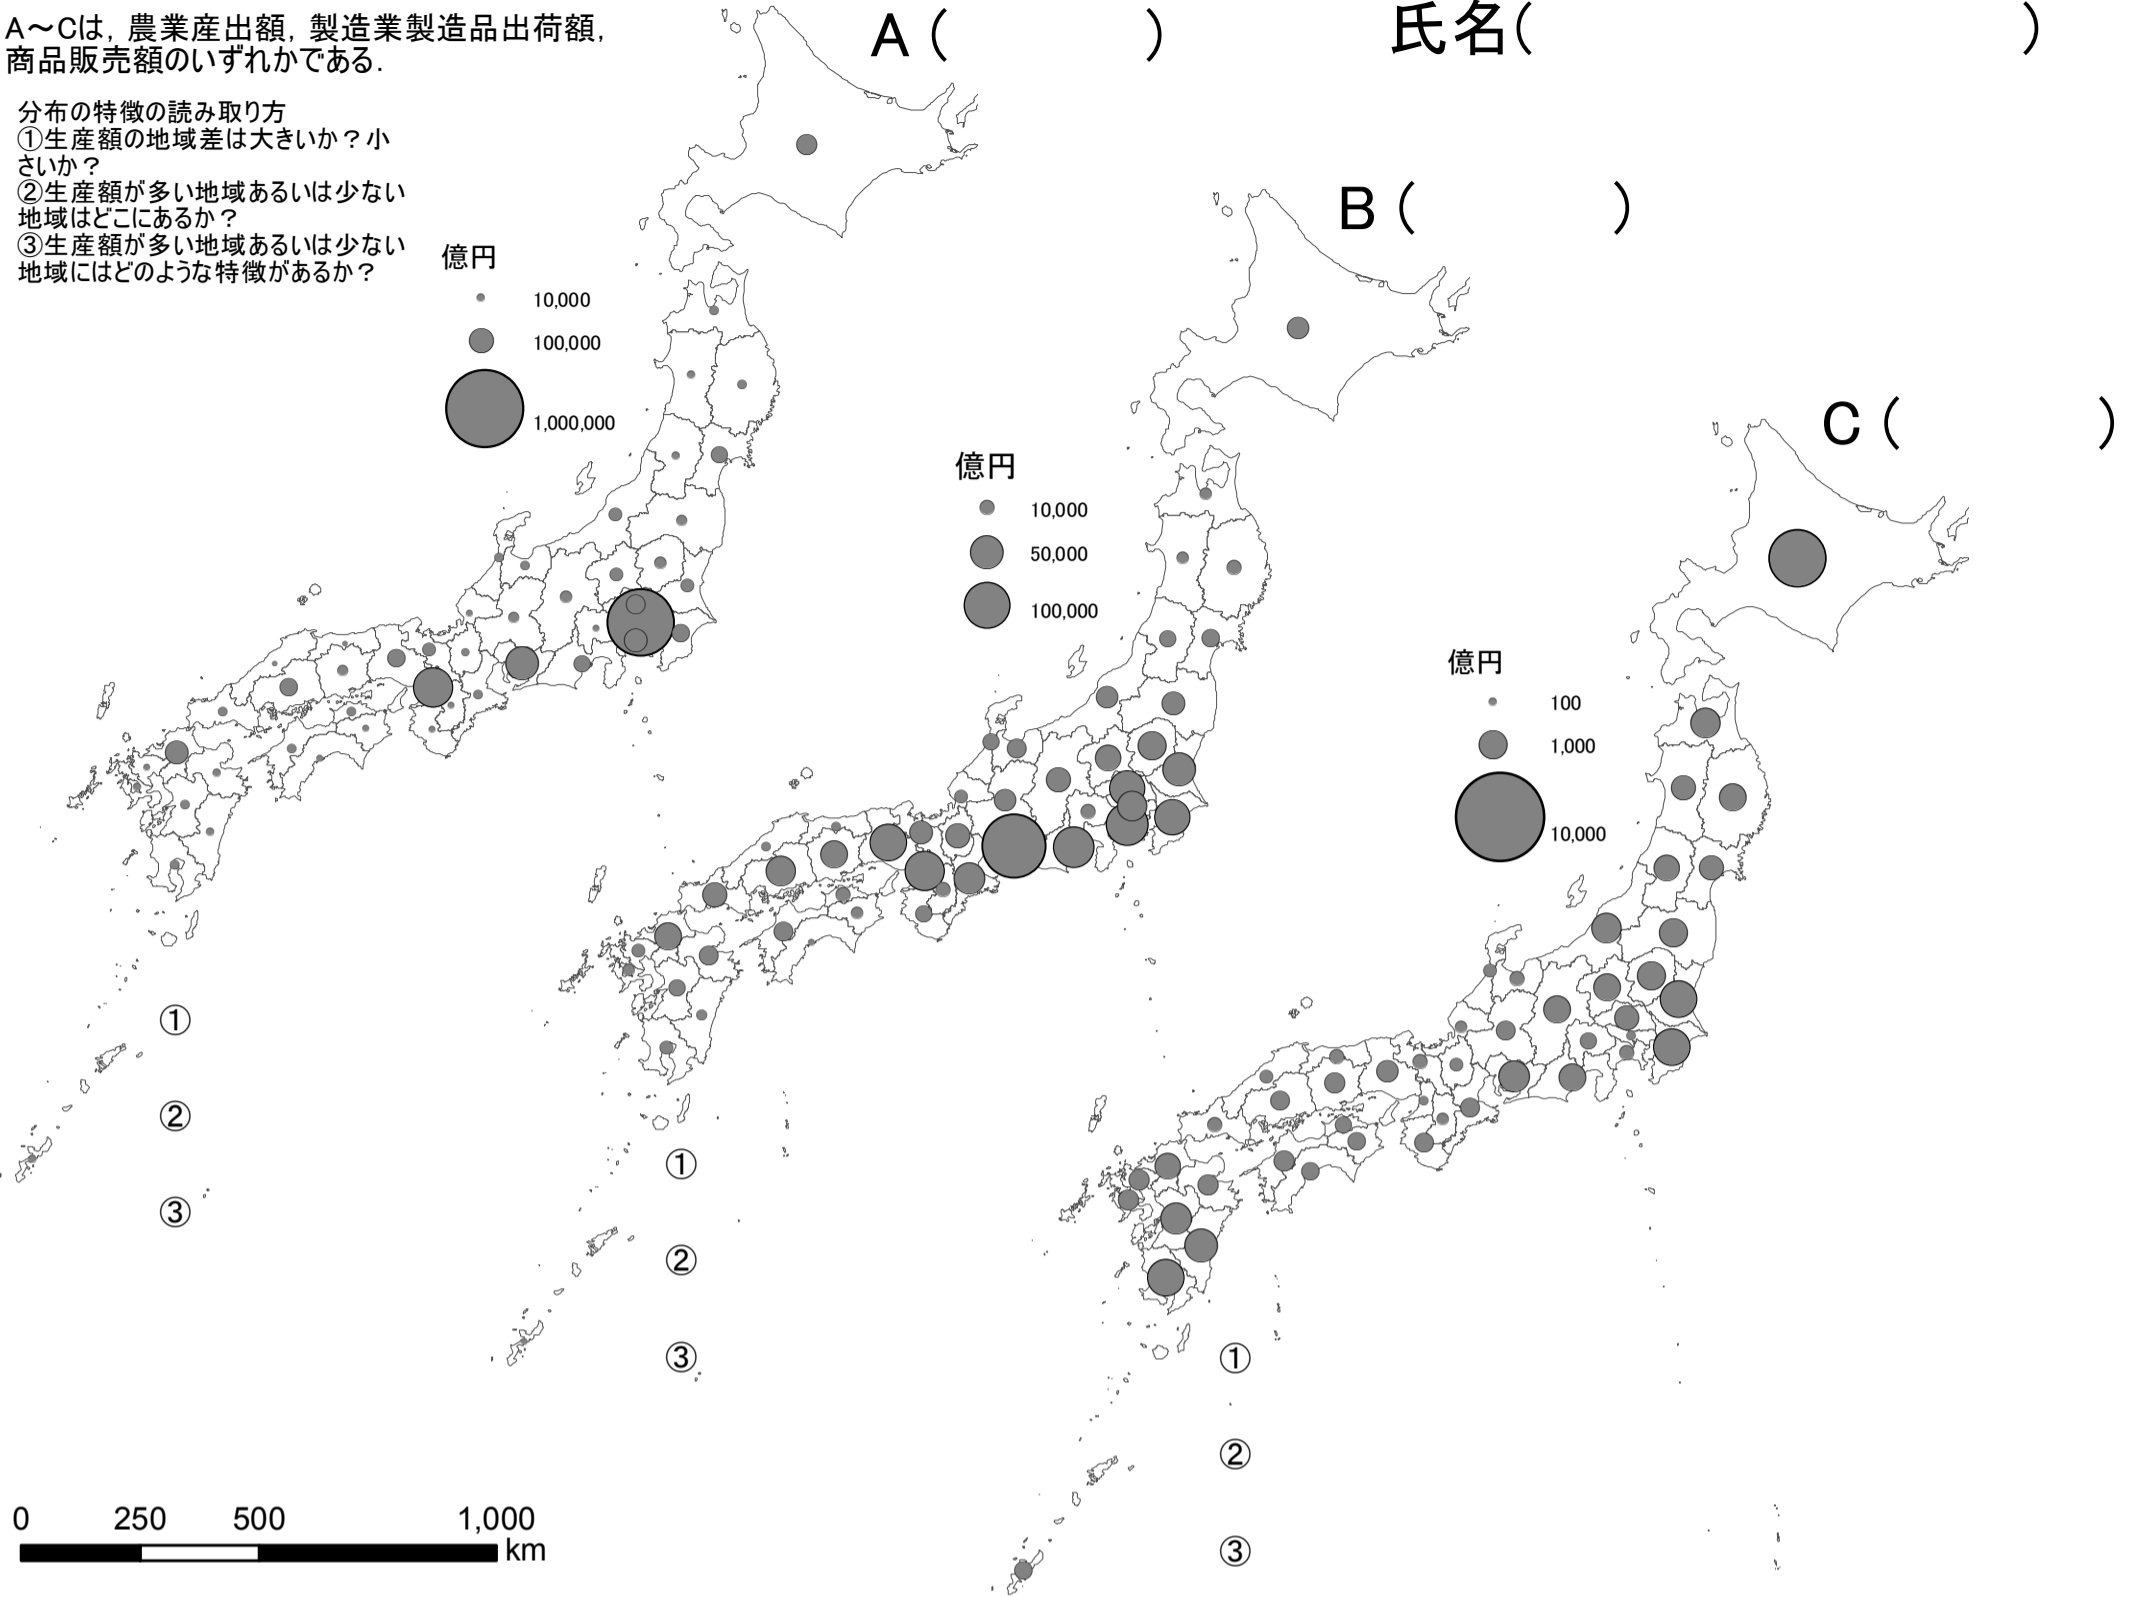 A～Cは，農業産出額，製造業製造品出荷額，
商品販売額のいずれかである．
分布の特徴の読み取り方
①生産額の地域差は大きいか？小
さいか？
②生産額が多い地域あるいは少ない
地域はどこにあるか？
③生産額が多い地域あるいは少ない
地域にはどのような特徴があるか？
A（　　　　）
氏名（　　　　　　　　）
億円
10,000
100,000
1,000,000
①
②
③
B（　　　　）
億円
10,000
50,000
100,000
①
②
③
C（　　　　）
億円
100
1,000
10,000
①
②
③
0 250 500 1,000
km